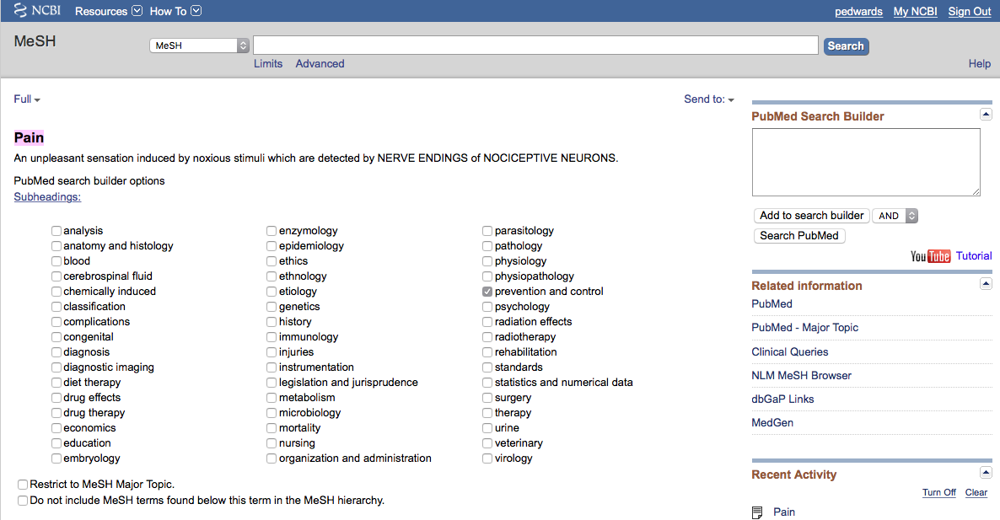 NCBI Resources How To pedwards My NCBI Sign Out
MeSH MeSH Search
Limits Advanced Help
Full Send to:
Pain
An unpleasant sensation induced by noxious stimuli which are detected by NERVE ENDINGS of NOCICEPTIVE NEURONS.
PubMed search builder options
Subheadings:
analysis enzymology parasitology
anatomy and histology epidemiology pathology
blood ethics physiology
cerebrospinal fluid ethnology physiopathology
chemically induced etiology prevention and control
classification genetics psychology
complications history radiation effects
congenital immunology radiotherapy
diagnosis injuries rehabilitation
diagnostic imaging instrumentation standards
diet therapy legislation and jurisprudence statistics and numerical data
drug effects metabolism surgery
drug therapy microbiology therapy
economics mortality urine
education nursing veterinary
embryology organization and administration virology
Restrict to MeSH Major Topic.
Do not include MeSH terms found below this term in the MeSH hierarchy.
PubMed Search Builder
Add to search builder AND
Search PubMed
YouTube Tutorial
Related information
PubMed
PubMed - Major Topic
Clinical Queries
NLM MeSH Browser
dbGaP Links
MedGen
Recent Activity
Turn Off Clear
Pain